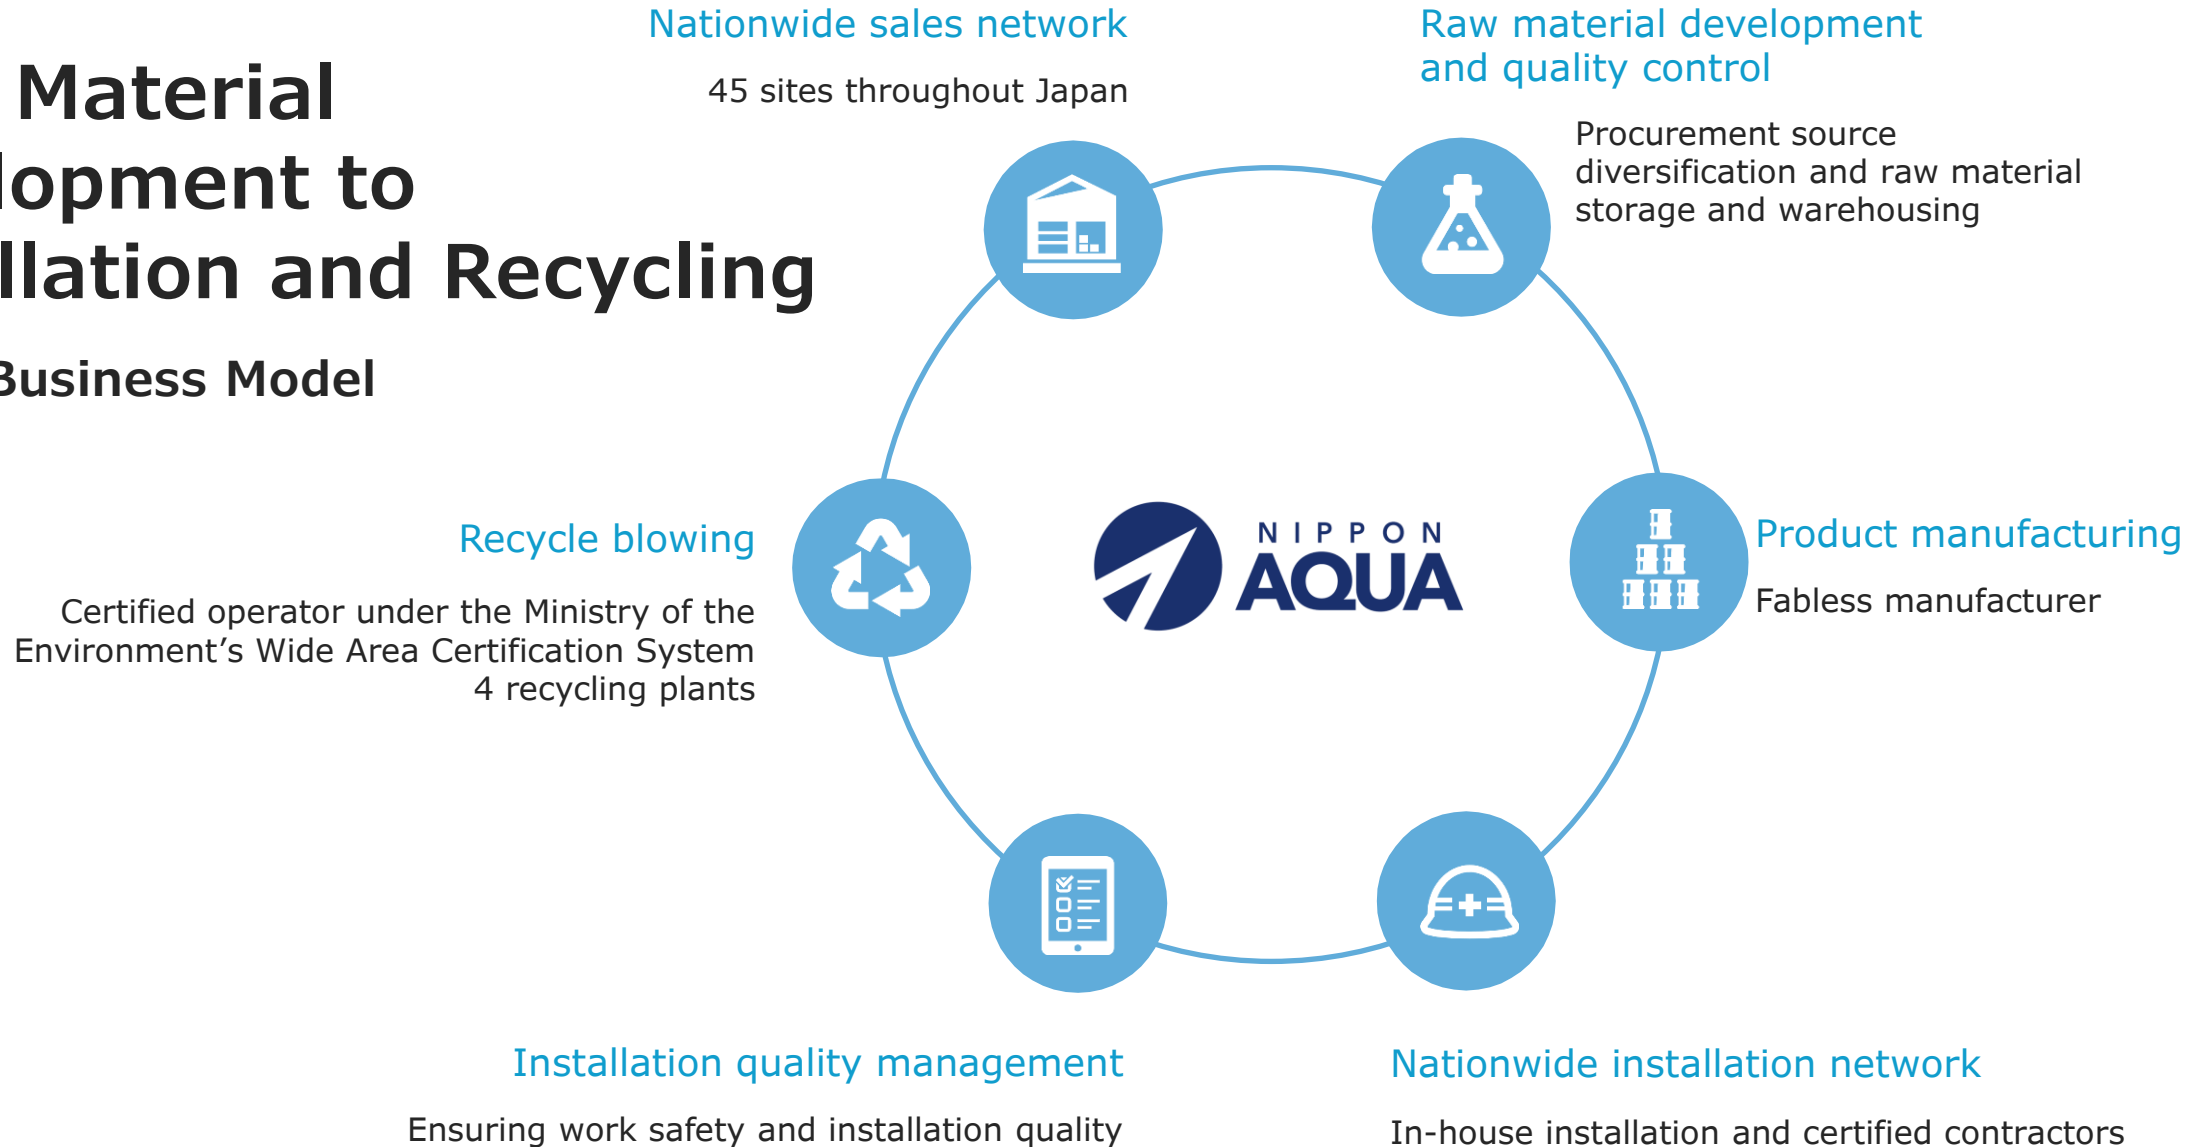 Material
lopment to
llation and Recycling
Business Model
Nationwide sales network
45 sites throughout Japan
Raw material development
and quality control
Procurement source
diversification and raw material
storage and warehousing
Recycle blowing
Certified operator under the Ministry of the
Environment’s Wide Area Certification System
4 recycling plants
NIPPON
AQUA
Product manufacturing
Fabless manufacturer
Installation quality management
Ensuring work safety and installation quality
Nationwide installation network
In-house installation and certified contractors